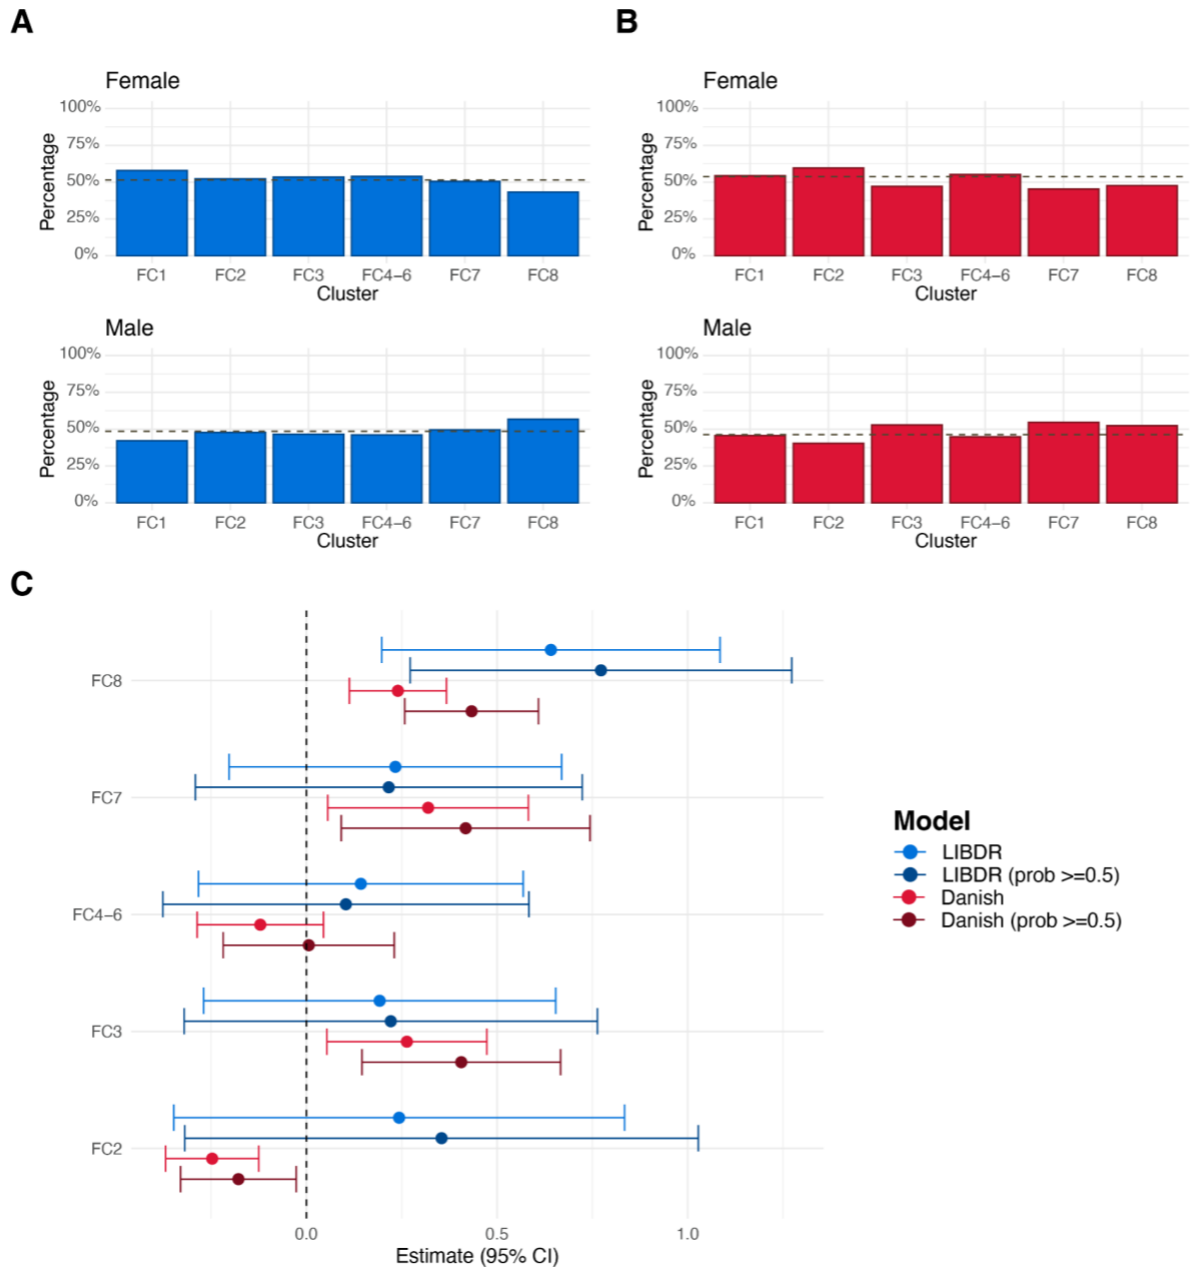 A
B
Female
100%
75%
50%
25%
0%
Percentage
FC1 FC2 FC3 FC4–6 FC7 FC8
Cluster
Female
100%
75%
50%
25%
0%
Percentage
FC1 FC2 FC3 FC4–6 FC7 FC8
Cluster
Male
100%
75%
50%
25%
0%
Percentage
FC1 FC2 FC3 FC4–6 FC7 FC8
Cluster
Male
100%
75%
50%
25%
0%
Percentage
FC1 FC2 FC3 FC4–6 FC7 FC8
Cluster
C
FC8
FC7
FC4–6
FC3
FC2
0.0 0.5 1.0
Estimate (95% CI)
Model
LIBDR
LIBDR (prob >=0.5)
Danish
Danish (prob >=0.5)